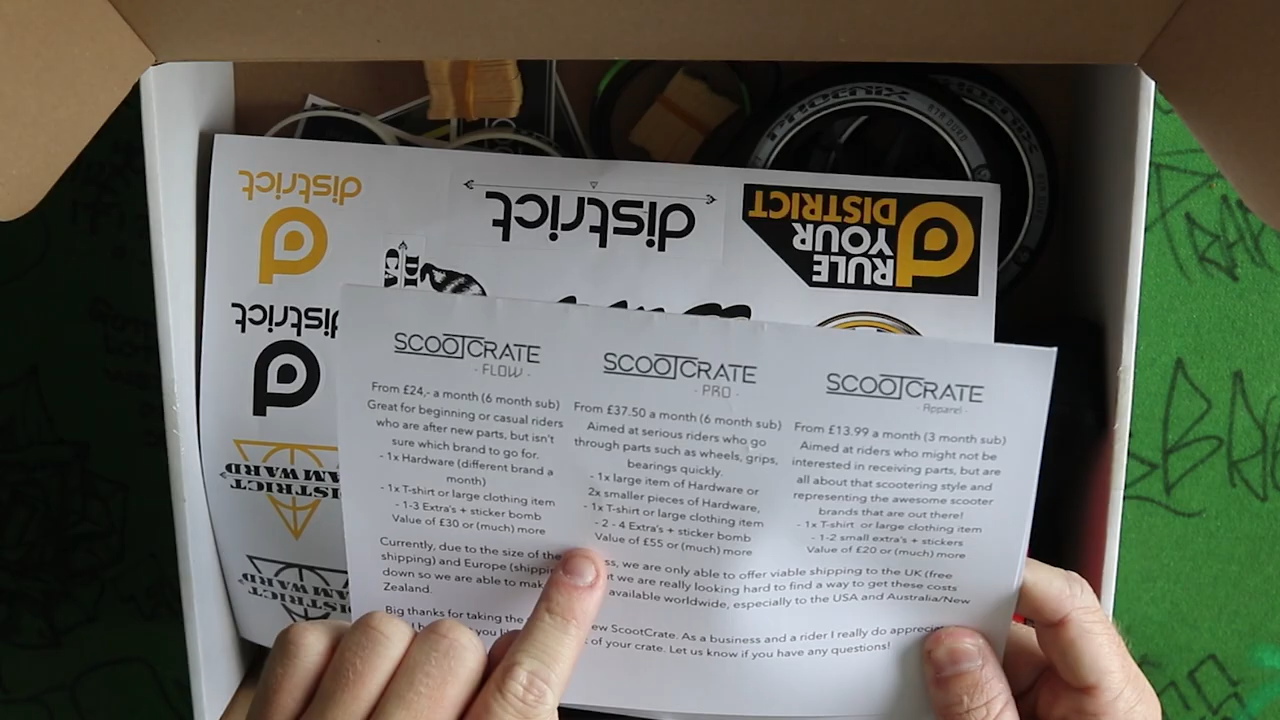 PHOENIX
district
district
RULE
YOUR
DISTRICT
district
DISTRICT
DISTRICT
SCOOTCRATE
- FLOW -
From £24,- a month (6 month sub)
Great for beginning or casual riders
who are after new parts, but isn't
sure which brand to go for.
- 1x Hardware (different brand a
month)
- 1x T-shirt or large clothing item
- 1-3 Extra's + sticker bomb
Value of £30 or (much) more
SCOOTCRATE
- PRO -
From £37.50 a month (6 month sub)
Aimed at serious riders who go
through parts such as wheels, grips,
bearings quickly.
- 1x large item of Hardware or
2x smaller pieces of Hardware,
- 1x T-shirt or large clothing item
- 2 - 4 Extra's + sticker bomb
Value of £55 or (much) more
SCOOTCRATE
- Apparel -
From £13.99 a month (3 month sub)
Aimed at riders who might not be
interested in receiving parts, but are
all about that scootering style and
representing the awesome scooter
brands that are out there!
- 1x T-shirt or large clothing item
- 1-2 small extra's + stickers
Value of £20 or (much) more
Currently, due to the size of the we are only able to offer viable shipping to the UK (free
shipping) and Europe we are really looking hard to find a way to get these costs
down so we are able to available worldwide, especially to the USA and Australia/New
Zealand.
Big thanks for taking the ScootCrate. As a business and a rider I really do
of your crate. Let us know if you have any questions!